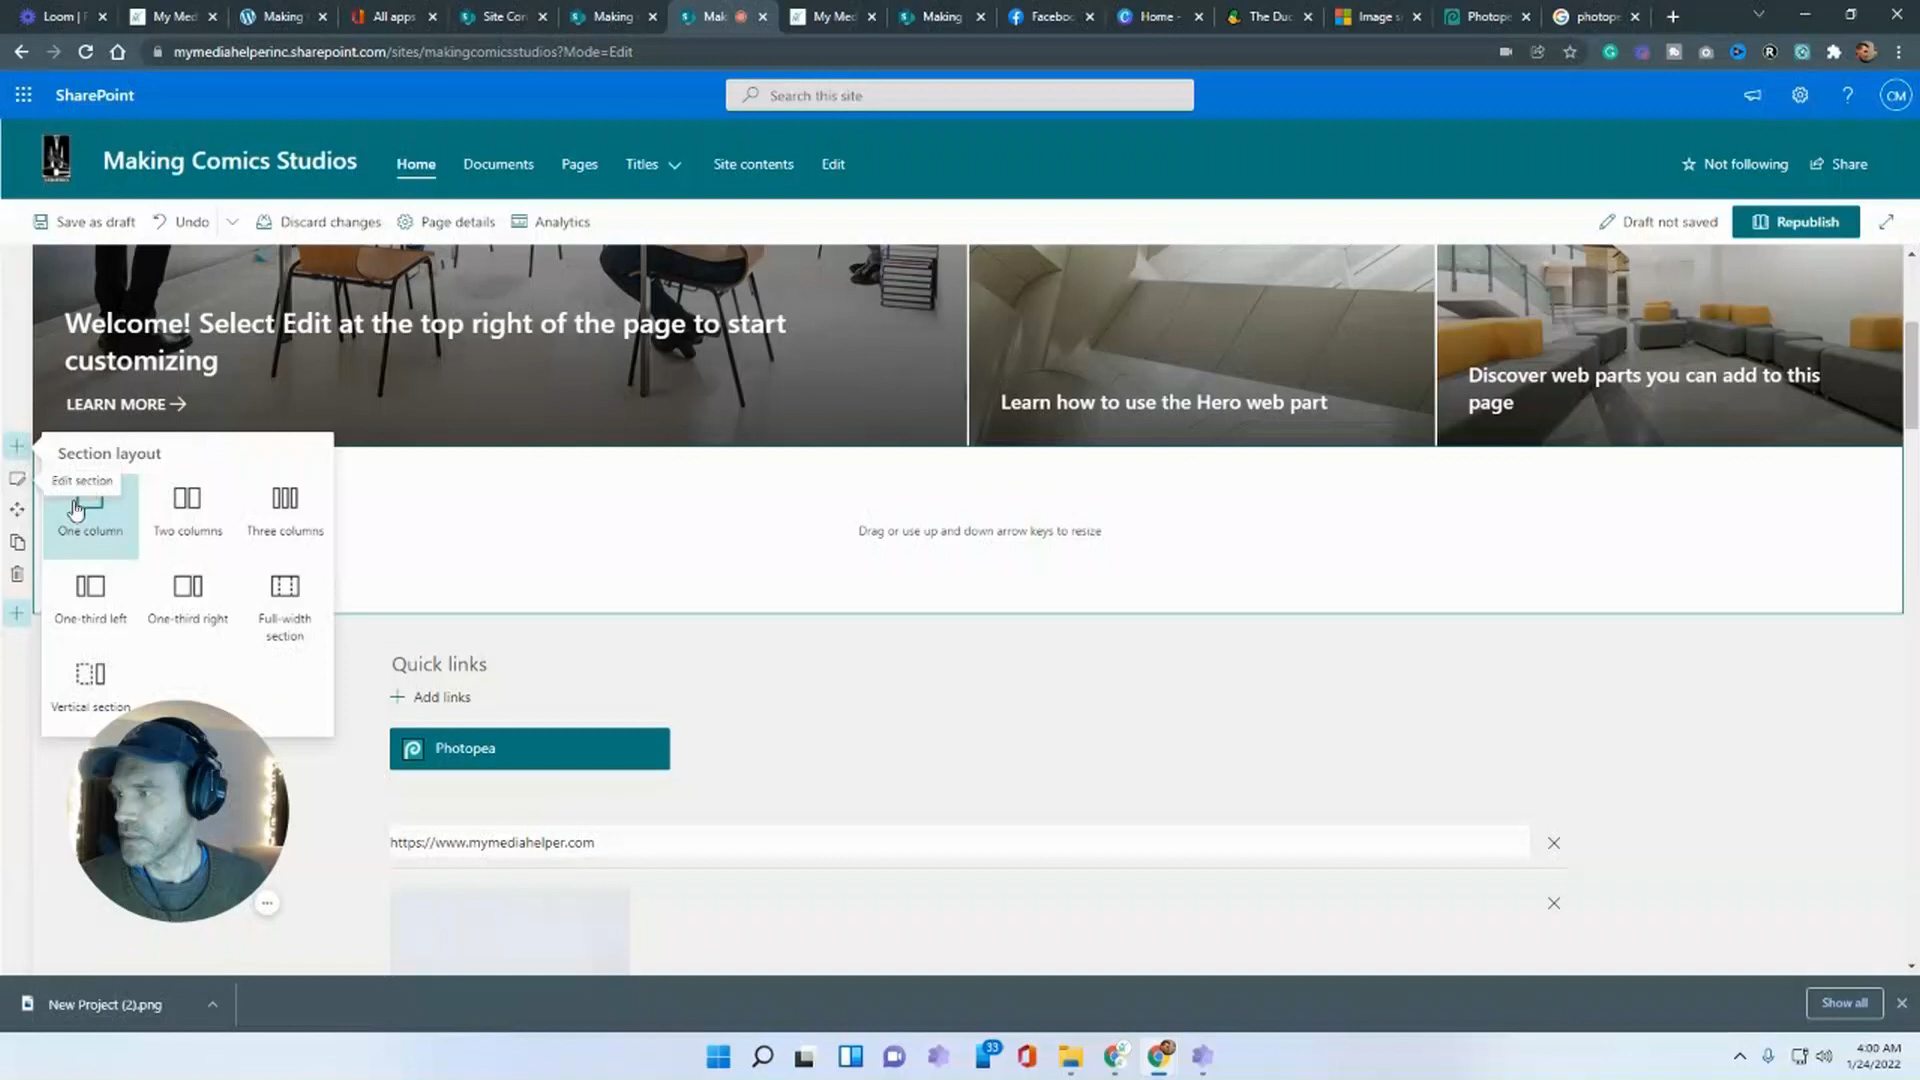 Loom | F
My Med
Making
All apps
Site Con
Making
Mak
My Med
Making
Facebo
Home -
The Duc
Image s
Photope
photop
mymediahelperinc.sharepoint.com/sites/makingcomicsstudios?Mode=Edit
SharePoint
Search this site
CM
Making Comics Studios
Home
Documents
Pages
Titles
Site contents
Edit
Not following
Share
Save as draft
Undo
Discard changes
Page details
Analytics
Draft not saved
Republish
Welcome! Select Edit at the top right of the page to start
customizing
LEARN MORE
Learn how to use the Hero web part
Discover web parts you can add to this
page
Section layout
Edit section
One column
Two columns
Three columns
One-third left
One-third right
Full-width
section
Vertical section
Drag or use up and down arrow keys to resize
Quick links
Add links
Photopea
https://www.mymediahelper.com
New Project (2).png
Show all
33
4:00 AM
1/24/2022